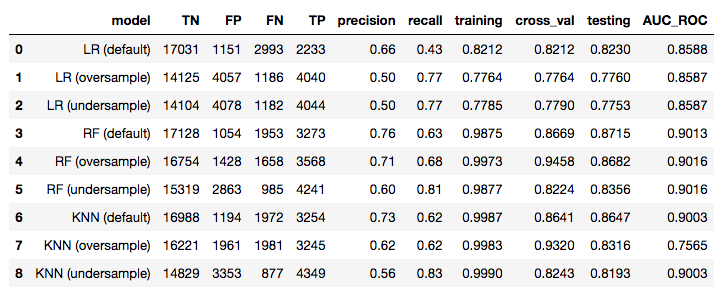 model TN FP FN TP precision recall training cross_val testing AUC_ROC
0 LR (default) 17031 1151 2993 2233 0.66 0.43 0.8212 0.8212 0.8230 0.8588
1 LR (oversample) 14125 4057 1186 4040 0.50 0.77 0.7764 0.7764 0.7760 0.8587
2 LR (undersample) 14104 4078 1182 4044 0.50 0.77 0.7785 0.7790 0.7753 0.8587
3 RF (default) 17128 1054 1953 3273 0.76 0.63 0.9875 0.8669 0.8715 0.9013
4 RF (oversample) 16754 1428 1658 3568 0.71 0.68 0.9973 0.9458 0.8682 0.9016
5 RF (undersample) 15319 2863 985 4241 0.60 0.81 0.9877 0.8224 0.8356 0.9016
6 KNN (default) 16988 1194 1972 3254 0.73 0.62 0.9987 0.8641 0.8647 0.9003
7 KNN (oversample) 16221 1961 1981 3245 0.62 0.62 0.9983 0.9320 0.8316 0.7565
8 KNN (undersample) 14829 3353 877 4349 0.56 0.83 0.9990 0.8243 0.8193 0.9003